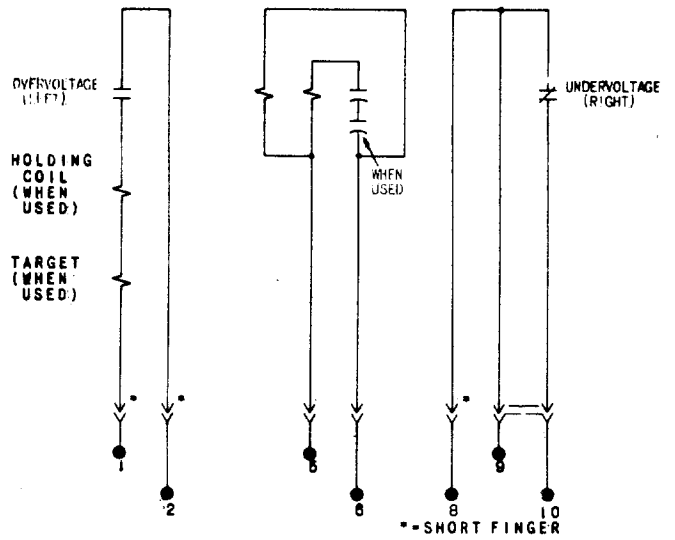 OVERVOLTAGE
(LEFT)
HOLDING
COIL
(WHEN
USED)
TARGET
(WHEN
USED)
WHEN
USED
UNDERVOLTAGE
(RIGHT)
*
*
*
1
2
5
6
8
9
10
*=SHORT FINGER